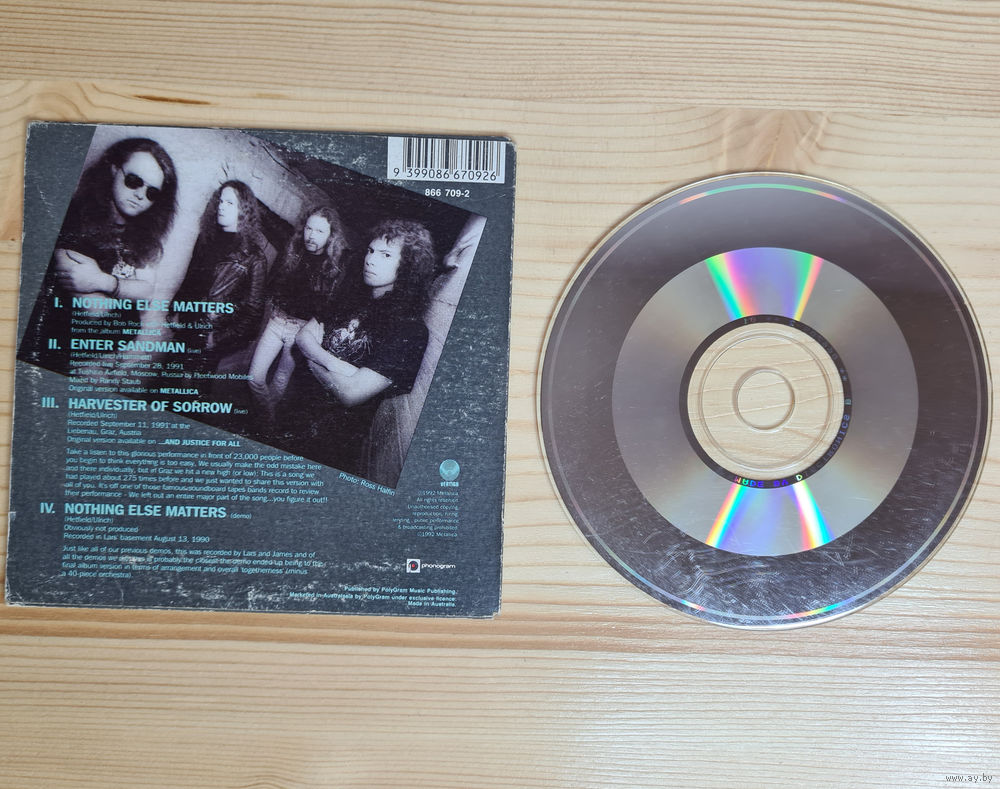 9 399086 670926
866 709-2
I. NOTHING ELSE MATTERS
(Hetfield/Ulrich)
Produced by Bob Rock with Hetfield & Ulrich
from the album METALLICA
II. ENTER SANDMAN (live)
(Hetfield/Ulrich/Hammett)
Recorded live September 28, 1991
at Tushino Airfield, Moscow, Russia by Fleetwood Mobiles
Mixed by Randy Staub
Original version available on METALLICA
III. HARVESTER OF SORROW (live)
(Hetfield/Ulrich)
Recorded September 11, 1991 at the
Liebenau, Graz, Austria
Original version available on ...AND JUSTICE FOR ALL
Take a listen to this glorious performance in front of 23,000 people before
you begin to think everything is too easy. We usually make the odd mistake here
and there individually, but in Graz we hit a new high (or low): This is a song we
had played about 275 times before and we just wanted to share this version with
all of you. It's off one of those famous soundboard tapes bands record to review
their performance - We left out an entire major part of the song...you figure it out!!
Photo: Ross Halfin
IV. NOTHING ELSE MATTERS (demo)
(Hetfield/Ulrich)
Obviously not produced
Recorded in Lars' basement August 13, 1990
Just like all of our previous demos, this was recorded by Lars and James and of
all the demos we is probably the closest the demo ended up being to the
final album version in terms of arrangement and overall 'togetherness' (minus
a 40-piece orchestra).
vertigo
©1992 Metallica
All rights reserved
Unauthorised copying,
reproduction, hiring
lending, public performance
& broadcasting prohibited
℗1992 Metallica
phonogram
Published by PolyGram Music Publishing.
Marketed in Australasia by PolyGram under exclusive licence.
Made in Australia.
www.ay.by